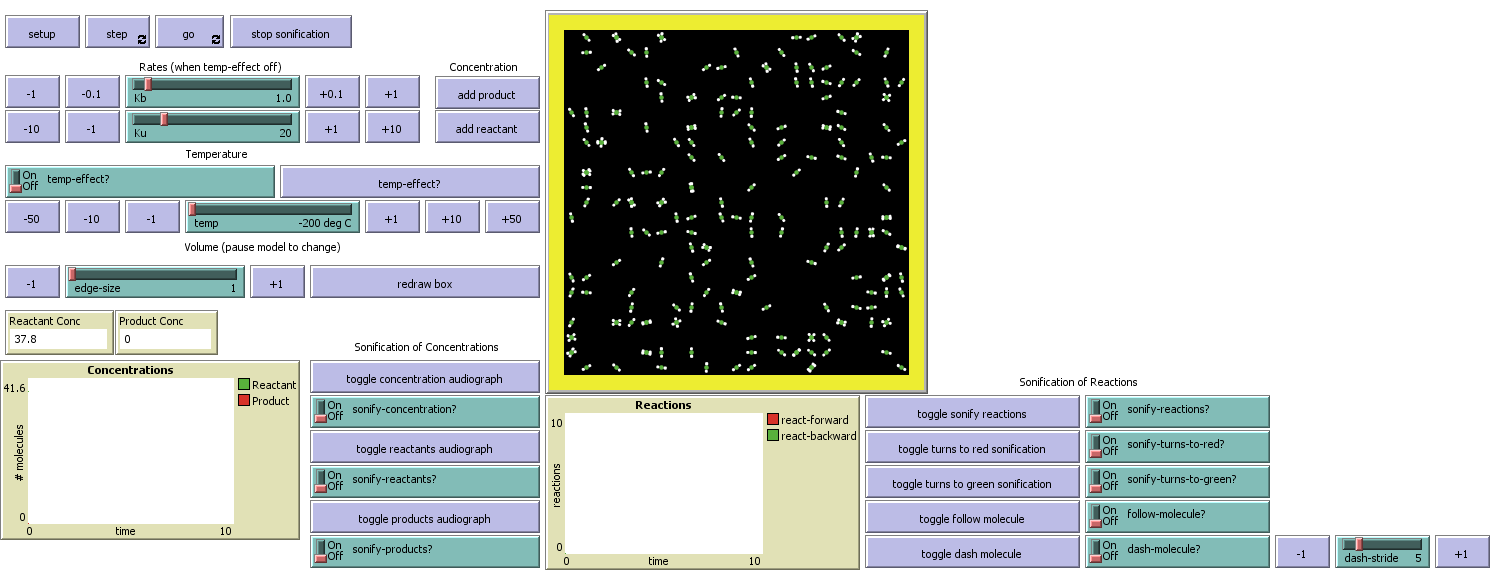 setup
step
go
stop sonification
Rates (when temp-effect off)
Concentration
-1
-0.1
Kb
1.0
+0.1
+1
add product
-10
-1
Ku
20
+1
+10
add reactant
Temperature
On
Off
temp-effect?
temp-effect?
-50
-10
-1
temp
-200 deg C
+1
+10
+50
Volume (pause model to change)
-1
edge-size
1
+1
redraw box
Reactant Conc
37.8
Product Conc
0
Concentrations
41.6
# molecules
0
0
time
10
Reactant
Product
Sonification of Concentrations
toggle concentration audiograph
On
Off
sonify-concentration?
toggle reactants audiograph
On
Off
sonify-reactants?
toggle products audiograph
On
Off
sonify-products?
Reactions
10
reactions
0
0
time
10
react-forward
react-backward
Sonification of Reactions
toggle sonify reactions
On
Off
sonify-reactions?
toggle turns to red sonification
On
Off
sonify-turns-to-red?
toggle turns to green sonification
On
Off
sonify-turns-to-green?
toggle follow molecule
On
Off
follow-molecule?
toggle dash molecule
On
Off
dash-molecule?
-1
dash-stride
5
+1